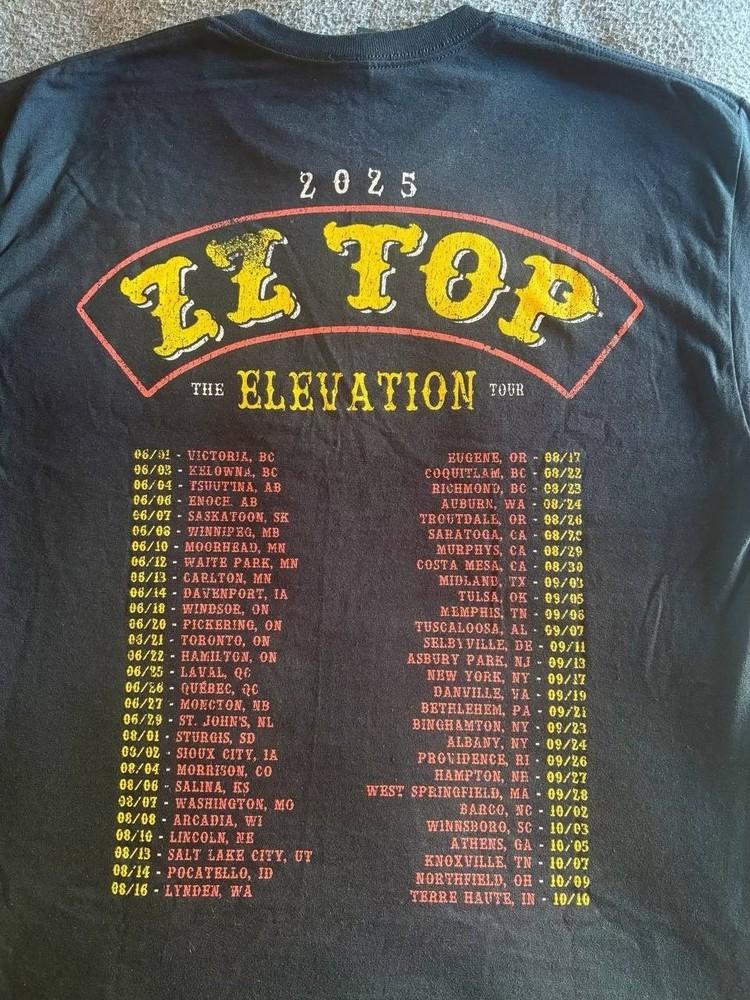 2025
ZZ TOP
THE ELEVATION TOUR
06/01 - VICTORIA, BC
06/03 - KELOWNA, BC
06/04 - TSUUT'INA, AB
06/06 - ENOCH, AB
06/07 - SASKATOON, SK
06/08 - WINNIPEG, MB
06/10 - MOORHEAD, MN
06/12 - WAITE PARK, MN
06/13 - CARLTON, MN
06/14 - DAVENPORT, IA
06/18 - WINDSOR, ON
06/20 - PICKERING, ON
06/21 - TORONTO, ON
06/22 - HAMILTON, ON
06/25 - LAVAL, QC
06/26 - QUÉBEC, QC
06/27 - MONCTON, NB
06/29 - ST. JOHN'S, NL
08/01 - STURGIS, SD
08/02 - SIOUX CITY, IA
08/04 - MORRISON, CO
08/06 - SALINA, KS
08/07 - WASHINGTON, MO
08/08 - ARCADIA, WI
08/10 - LINCOLN, NE
08/13 - SALT LAKE CITY, UT
08/14 - POCATELLO, ID
08/16 - LYNDEN, WA
EUGENE, OR - 08/17
COQUITLAM, BC - 08/22
RICHMOND, BC - 08/23
AUBURN, WA - 08/24
TROUTDALE, OR - 08/26
SARATOGA, CA - 08/28
MURPHYS, CA - 08/29
COSTA MESA, CA - 08/30
MIDLAND, TX - 09/03
TULSA, OK - 09/05
MEMPHIS, TN - 09/06
TUSCALOOSA, AL - 09/07
SELBYVILLE, DE - 09/11
ASBURY PARK, NJ - 09/13
NEW YORK, NY - 09/17
DANVILLE, VA - 09/19
BETHLEHEM, PA - 09/21
BINGHAMTON, NY - 09/23
ALBANY, NY - 09/24
PROVIDENCE, RI - 09/26
HAMPTON, NH - 09/27
WEST SPRINGFIELD, MA - 09/28
BARCO, NC - 10/02
WINNSBORO, SC - 10/03
ATHENS, GA - 10/05
KNOXVILLE, TN - 10/07
NORTHFIELD, OH - 10/09
TERRE HAUTE, IN - 10/10